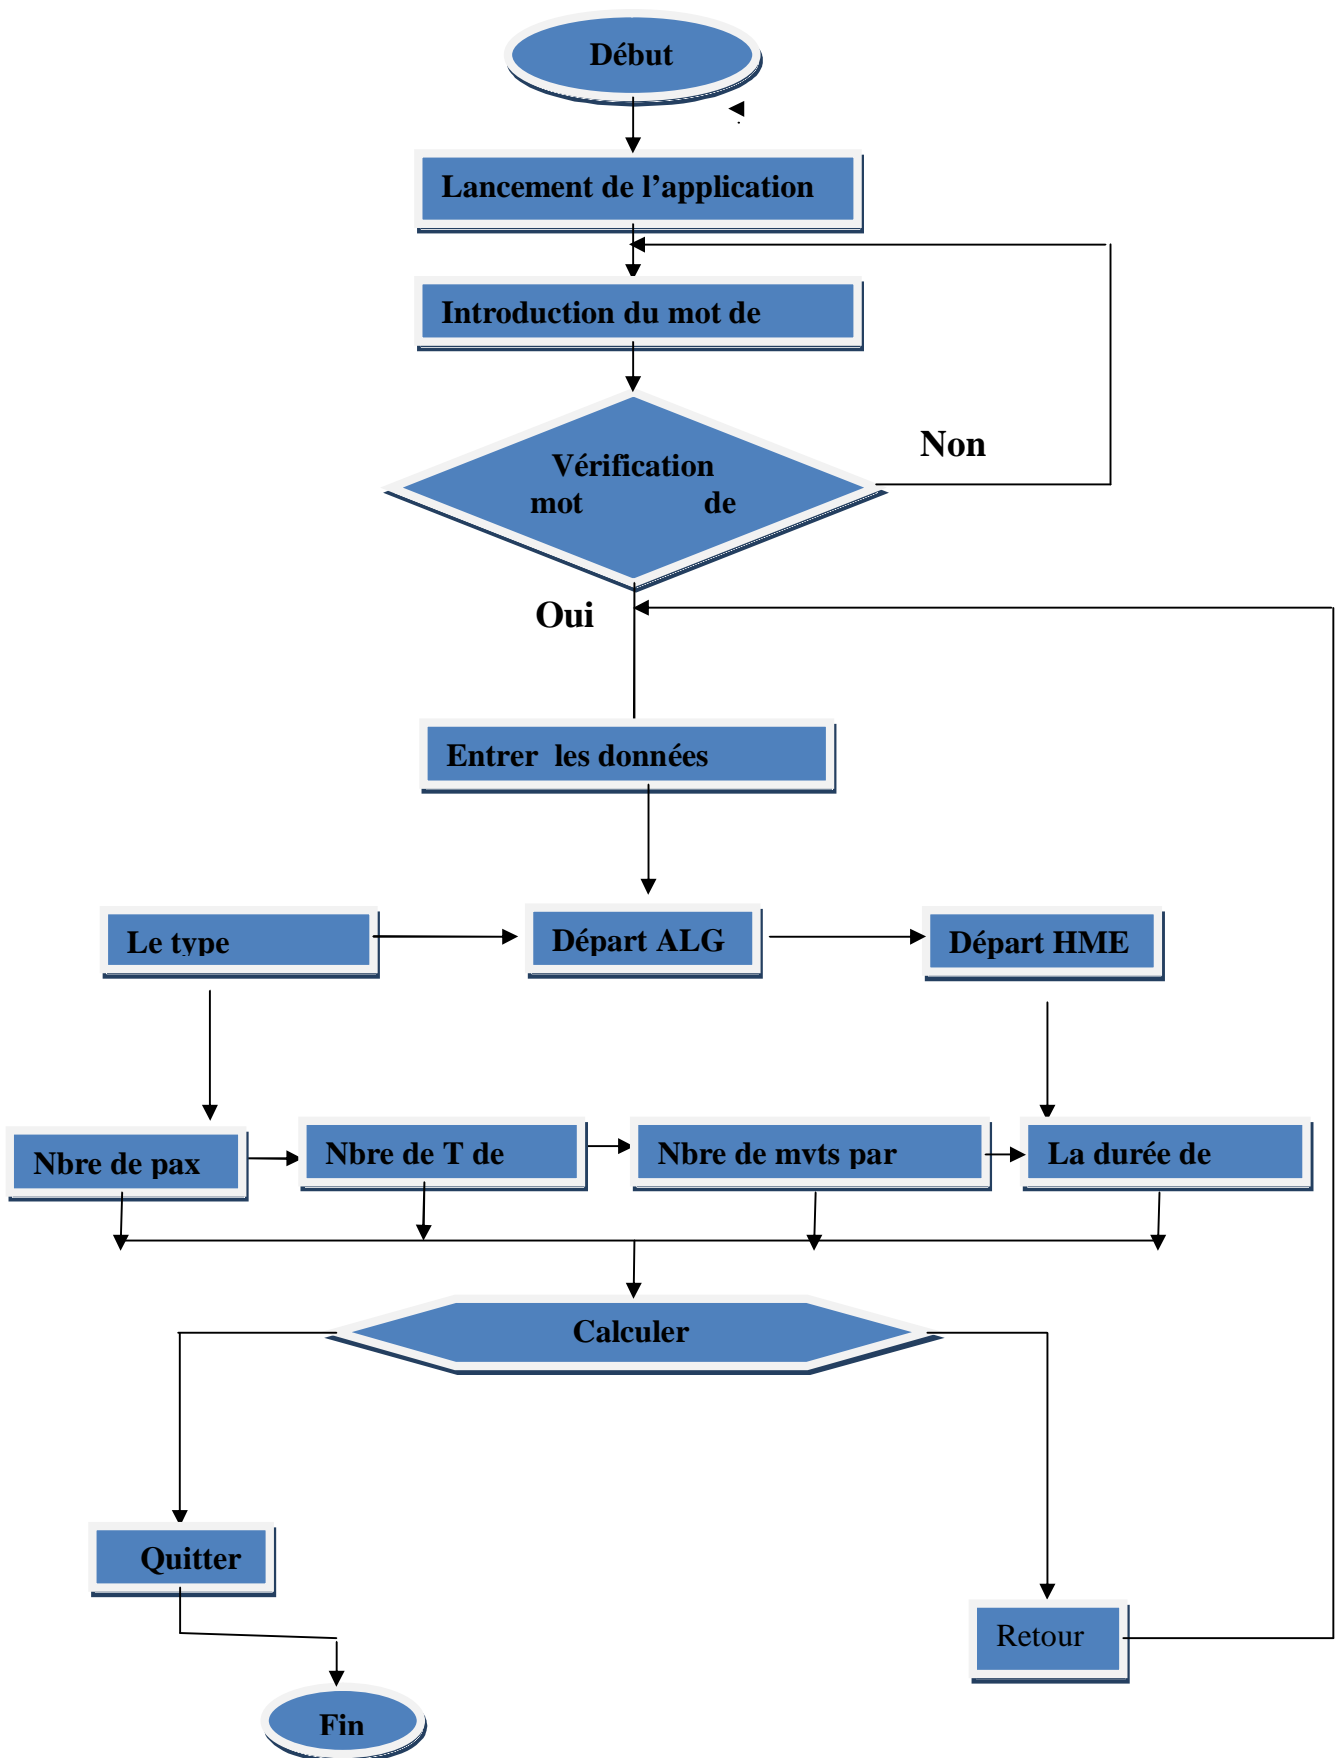 Début
Lancement de l’application
Introduction du mot de
Vérification
mot de
Non
Oui
Entrer les données
Le type
Départ ALG
Départ HME
Nbre de pax
Nbre de T de
Nbre de mvts par
La durée de
Calculer
Quitter
Retour
Fin